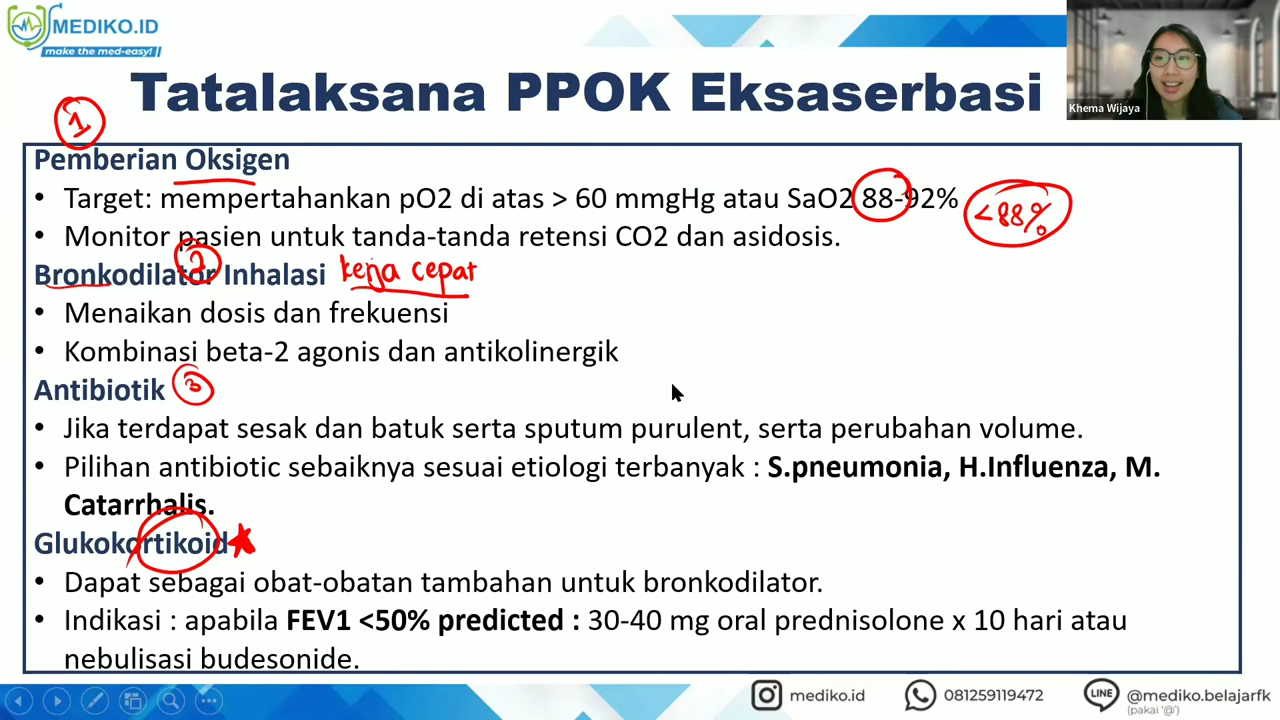 MEDIKO.ID
make the med-easy!
Khema Wijaya
Tatalaksana PPOK Eksaserbasi
1
Pemberian Oksigen
• Target: mempertahankan pO2 di atas > 60 mmgHg atau SaO2 88-92%
<88%
• Monitor pasien untuk tanda-tanda retensi CO2 dan asidosis.
2
Bronkodilator Inhalasi kerja cepat
• Menaikan dosis dan frekuensi
• Kombinasi beta-2 agonis dan antikolinergik
Antibiotik 3
• Jika terdapat sesak dan batuk serta sputum purulent, serta perubahan volume.
• Pilihan antibiotic sebaiknya sesuai etiologi terbanyak : S.pneumonia, H.Influenza, M.
Catarrhalis.
Glukokortikoid
• Dapat sebagai obat-obatan tambahan untuk bronkodilator.
• Indikasi : apabila FEV1 <50% predicted : 30-40 mg oral prednisolone x 10 hari atau
nebulisasi budesonide.
mediko.id
081259119472
LINE
@mediko.belajarfk
(pakai '@')